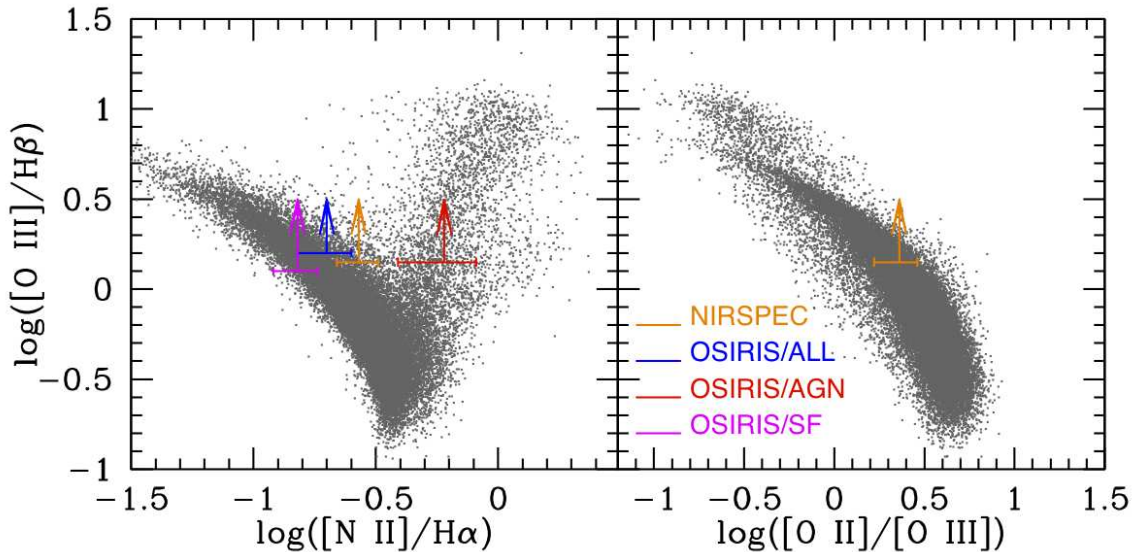 1.5
1
0.5
0
−0.5
−1
log([O III]/Hβ)
−1.5 −1 −0.5 0
log([N II]/Hα)
−1 −0.5 0 0.5 1 1.5
log([O II]/[O III])
NIRSPEC
OSIRIS/ALL
OSIRIS/AGN
OSIRIS/SF